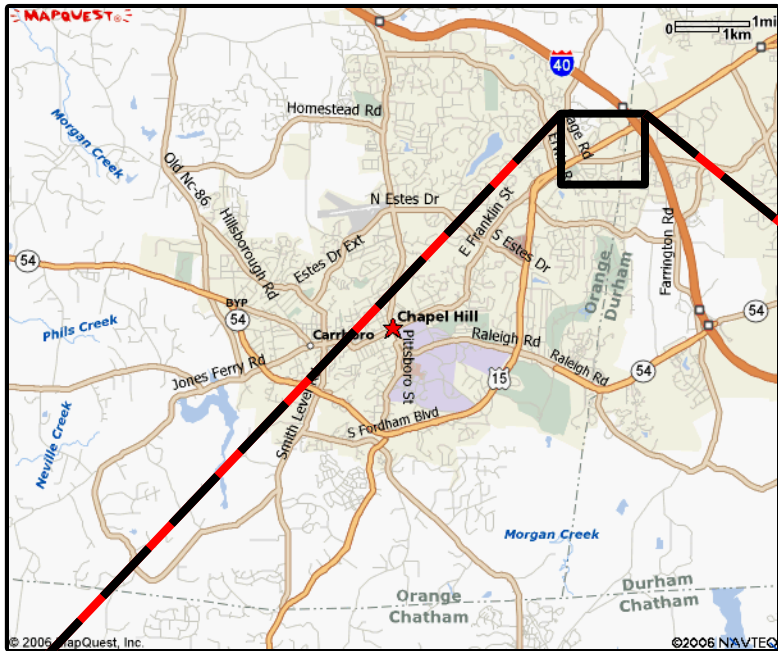 MAPQUEST.
0 1mi
1km
40
Homestead Rd
age Rd
Morgan Creek
Old Nc-86
N Estes Dr
E Franklin St
Hillsborough Rd
S Estes Dr
Farrington Rd
Estes Dr Ext
Orange
Durham
54
BYP
54
Chapel Hill
54
Phils Creek
Carrboro
Pittsboro St
Raleigh Rd
Raleigh Rd
54
Jones Ferry Rd
15
Smith Level
S Fordham Blvd
Neville Creek
Morgan Creek
Orange
Chatham
Durham
Chatham
© 2006 MapQuest, Inc.
©2006 NAVTEQ